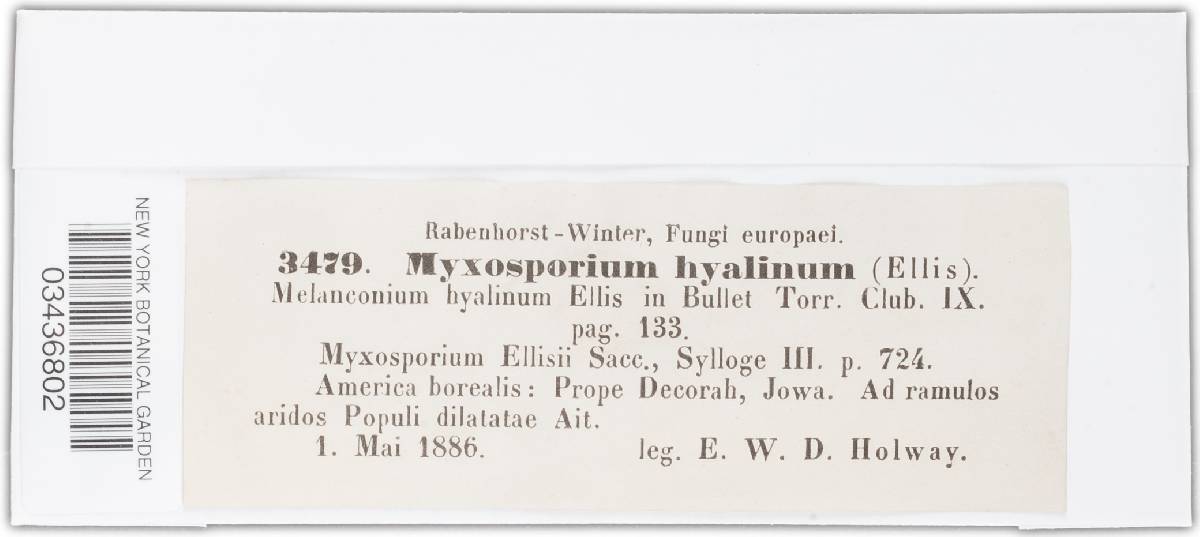 NEW YORK BOTANICAL GARDEN
03436802
Rabenhorst-Winter, Fungi europaei.
3479. Myxosporium hyalinum (Ellis).
Melanconium hyalinum Ellis in Bullet Torr. Club. IX.
pag. 133.
Myxosporium Ellisii Sacc., Sylloge III. p. 724.
America borealis: Prope Decorah, Jowa. Ad ramulos
aridos Populi dilatatae Ait.
1. Mai 1886. leg. E. W. D. Holway.